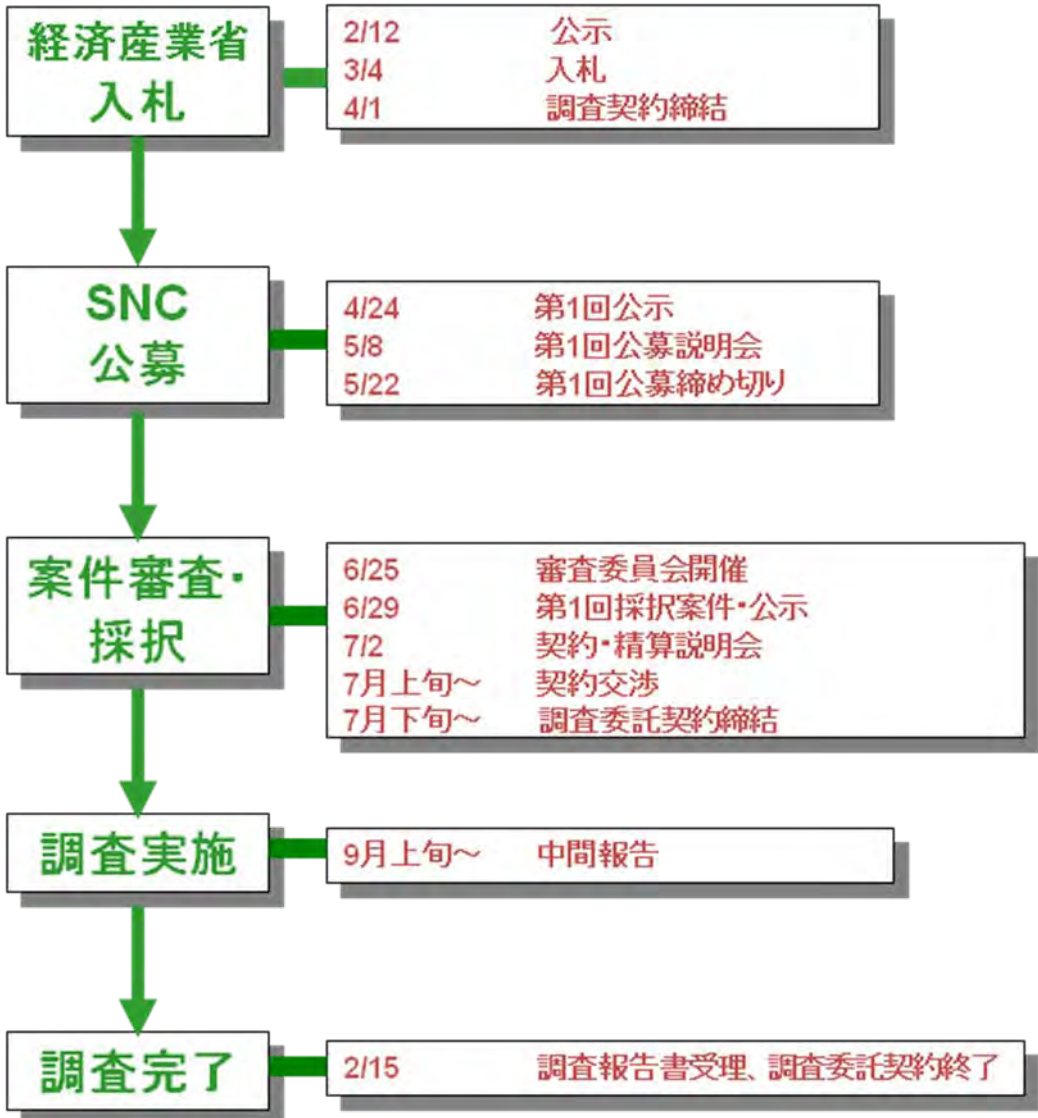 経済産業省
入札
2/12 公示
3/4 入札
4/1 調査契約締結
SNC
公募
4/24 第1回公示
5/8 第1回公募説明会
5/22 第1回公募締め切り
案件審査・
採択
6/25 審査委員会開催
6/29 第1回採択案件・公示
7/2 契約・精算説明会
7月上旬～ 契約交渉
7月下旬～ 調査委託契約締結
調査実施
9月上旬～ 中間報告
調査完了
2/15 調査報告書受理、調査委託契約終了